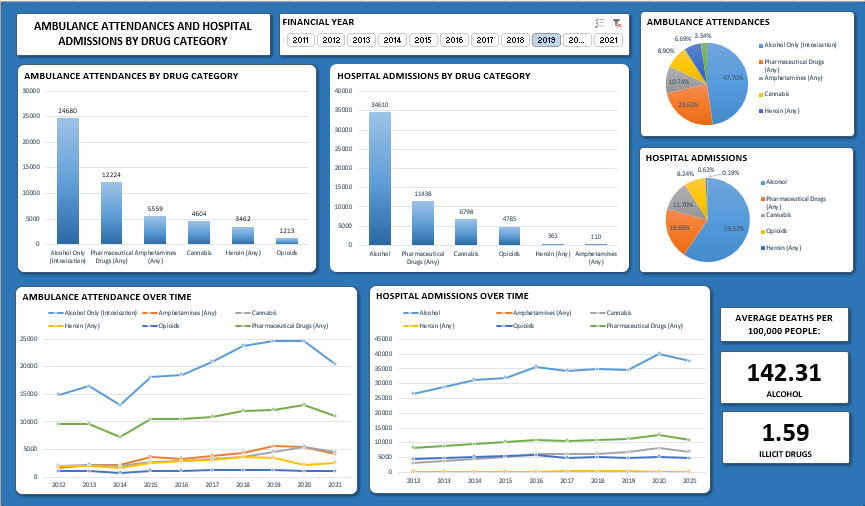 AMBULANCE ATTENDANCES AND HOSPITAL
ADMISSIONS BY DRUG CATEGORY
FINANCIAL YEAR
2011 2012 2013 2014 2015 2016 2017 2018 2019 20... 2021
AMBULANCE ATTENDANCES BY DRUG CATEGORY
30000
25000
20000
15000
10000
5000
0
24680
12224
5559
4604
3462
1213
Alcohol Only (Intoxication)
Pharmaceutical Drugs (Any)
Amphetamines (Any)
Cannabis
Heroin (Any)
Opioids
HOSPITAL ADMISSIONS BY DRUG CATEGORY
40000
35000
30000
25000
20000
15000
10000
5000
0
34610
11438
6798
4785
361
110
Alcohol
Pharmaceutical Drugs (Any)
Cannabis
Opioids
Heroin (Any)
Amphetamines (Any)
AMBULANCE ATTENDANCES
47.70%
23.62%
10.74%
8.90%
6.69%
2.34%
Alcohol Only (Intoxication)
Pharmaceutical Drugs
(Any)
Amphetamines (Any)
Cannabis
Heroin (Any)
HOSPITAL ADMISSIONS
59.57%
19.69%
11.70%
8.24%
0.62%
0.19%
Alcohol
Pharmaceutical Drugs
(Any)
Cannabis
Opioids
Heroin (Any)
AMBULANCE ATTENDANCE OVER TIME
Alcohol Only (Intoxication) Amphetamines (Any) Cannabis
Heroin (Any) Opioids Pharmaceutical Drugs (Any)
25000
20000
15000
10000
5000
0
2012 2013 2014 2015 2016 2017 2018 2019 2020 2021
HOSPITAL ADMISSIONS OVER TIME
Alcohol Amphetamines (Any) Cannabis
Heroin (Any) Opioids Pharmaceutical Drugs (Any)
45000
40000
35000
30000
25000
20000
15000
10000
5000
0
2012 2013 2014 2015 2016 2017 2018 2019 2020 2021
AVERAGE DEATHS PER
100,000 PEOPLE:
142.31
ALCOHOL
1.59
ILLICIT DRUGS